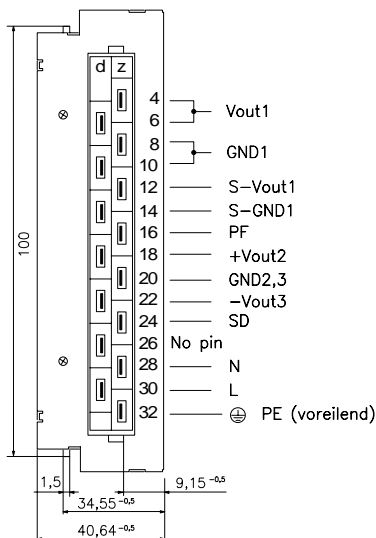 d z
4
6
Vout1
8
10
GND1
12 S-Vout1
14 S-GND1
16 PF
18 +Vout2
20 GND2,3
22 -Vout3
24 SD
26 No pin
28 N
30 L
32 PE (voreilend)
100
1,5
9,15 -0,5
34,55 -0,5
40,64 -0,5